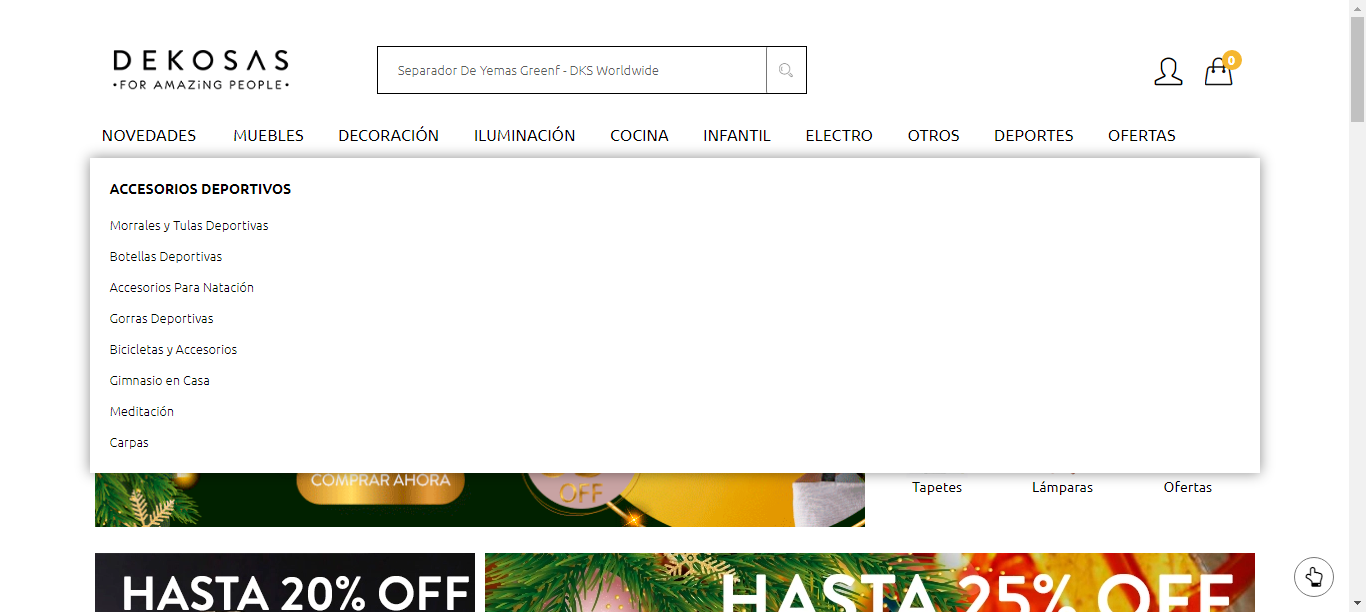 DEKOSAS
•FOR AMAZiNG PEOPLE•
Separador De Yemas Greenf - DKS Worldwide
0
NOVEDADES MUEBLES DECORACIÓN ILUMINACIÓN COCINA INFANTIL ELECTRO OTROS DEPORTES OFERTAS
ACCESORIOS DEPORTIVOS
Morrales y Tulas Deportivas
Botellas Deportivas
Accesorios Para Natación
Gorras Deportivas
Bicicletas y Accesorios
Gimnasio en Casa
Meditación
Carpas
COMPRAR AHORA
OFF
Tapetes Lámparas Ofertas
HASTA 20% OFF
HASTA 25% OFF